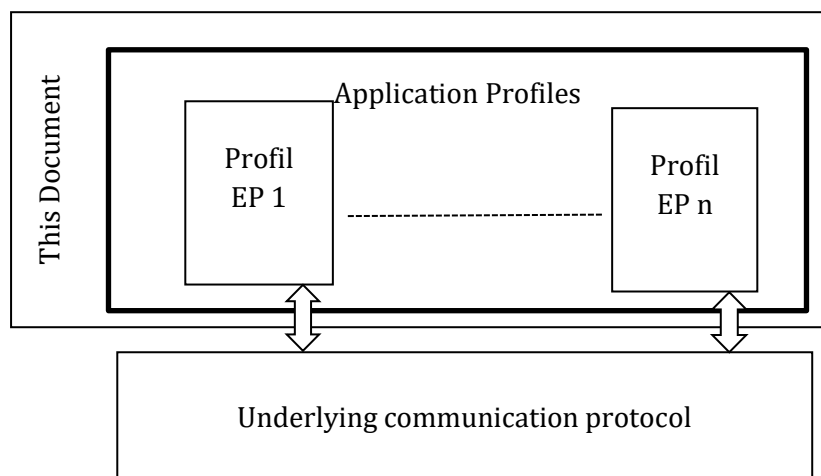 This Document
Application Profiles
Profil
EP 1
Profil
EP n
Underlying communication protocol